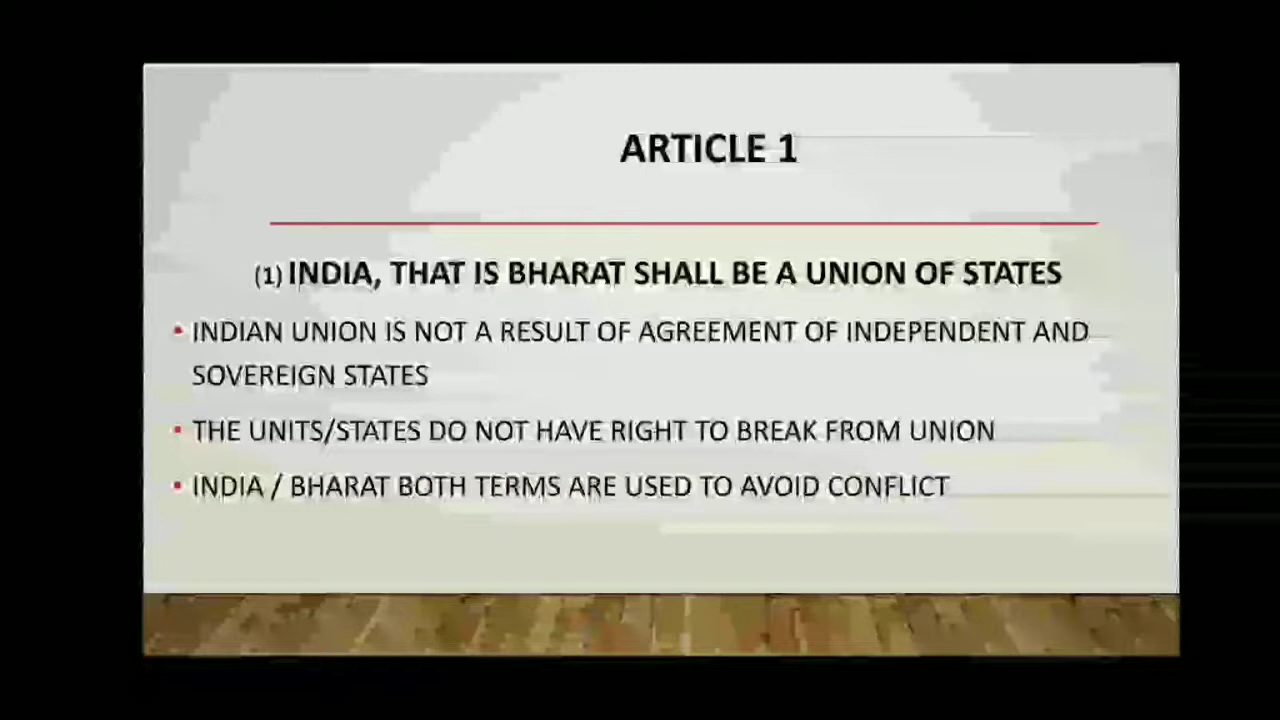 ARTICLE 1
(1) INDIA, THAT IS BHARAT SHALL BE A UNION OF STATES
• INDIAN UNION IS NOT A RESULT OF AGREEMENT OF INDEPENDENT AND
SOVEREIGN STATES
• THE UNITS/STATES DO NOT HAVE RIGHT TO BREAK FROM UNION
• INDIA / BHARAT BOTH TERMS ARE USED TO AVOID CONFLICT